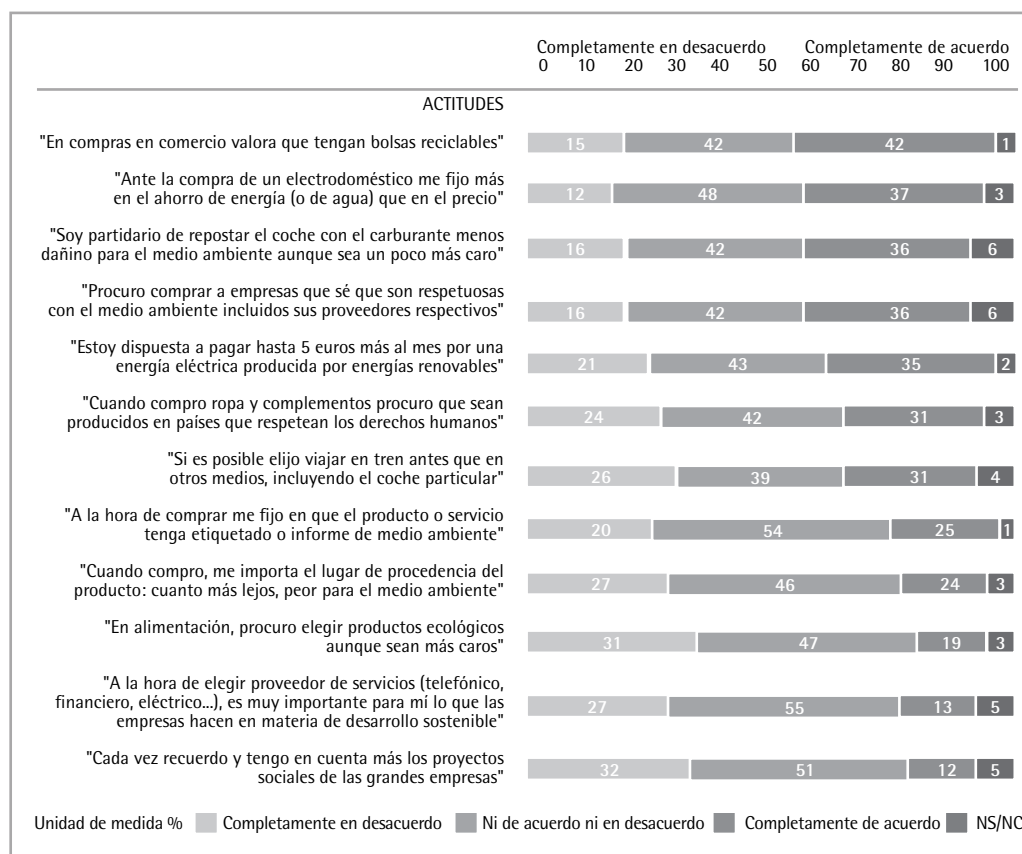 Completamente en desacuerdo Completamente de acuerdo
0 10 20 30 40 50 60 70 80 90 100
ACTITUDES
"En compras en comercio valora que tengan bolsas reciclables" 15 42 42 1
"Ante la compra de un electrodoméstico me fijo más
en el ahorro de energía (o de agua) que en el precio" 12 48 37 3
"Soy partidario de repostar el coche con el carburante menos
dañino para el medio ambiente aunque sea un poco más caro" 16 42 36 6
"Procuro comprar a empresas que sé que son respetuosas
con el medio ambiente incluidos sus proveedores respectivos" 16 42 36 6
"Estoy dispuesta a pagar hasta 5 euros más al mes por una
energía eléctrica producida por energías renovables" 21 43 35 2
"Cuando compro ropa y complementos procuro que sean
producidos en países que respetean los derechos humanos" 24 42 31 3
"Si es posible elijo viajar en tren antes que en
otros medios, incluyendo el coche particular" 26 39 31 4
"A la hora de comprar me fijo en que el producto o servicio
tenga etiquetado o informe de medio ambiente" 20 54 25 1
"Cuando compro, me importa el lugar de procedencia del
producto: cuanto más lejos, peor para el medio ambiente" 27 46 24 3
"En alimentación, procuro elegir productos ecológicos
aunque sean más caros" 31 47 19 3
"A la hora de elegir proveedor de servicios (telefónico,
financiero, eléctrico...), es muy importante para mí lo que las
empresas hacen en materia de desarrollo sostenible" 27 55 13 5
"Cada vez recuerdo y tengo en cuenta más los proyectos
sociales de las grandes empresas" 32 51 12 5
Unidad de medida % Completamente en desacuerdo Ni de acuerdo ni en desacuerdo Completamente de acuerdo NS/NC